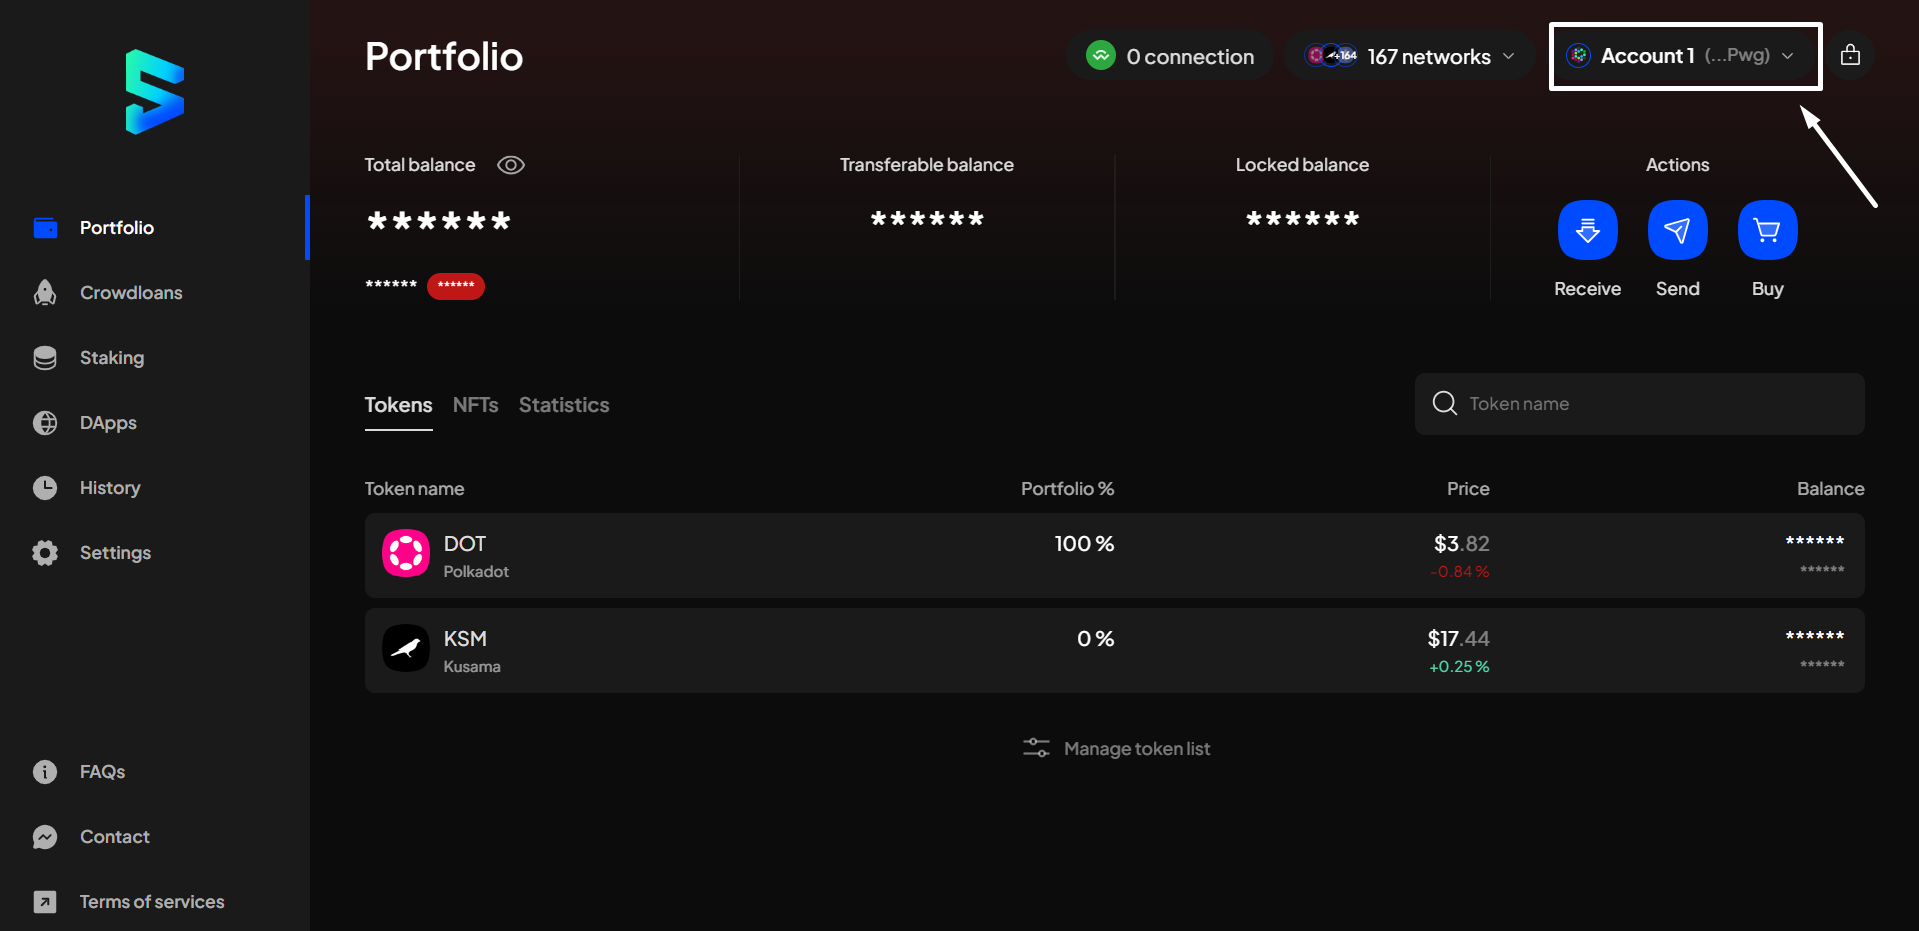 Portfolio
0 connection
+164
167 networks
Account 1 (...Pwg)
Total balance
Transferable balance
Locked balance
Actions
******
******
******
****** ******
Receive
Send
Buy
Portfolio
Crowdloans
Staking
DApps
History
Settings
FAQs
Contact
Terms of services
Tokens
NFTs
Statistics
Token name
Token name
Portfolio %
Price
Balance
DOT
Polkadot
100 %
$3.82
-0.84 %
******
******
KSM
Kusama
0 %
$17.44
+0.25 %
******
******
Manage token list